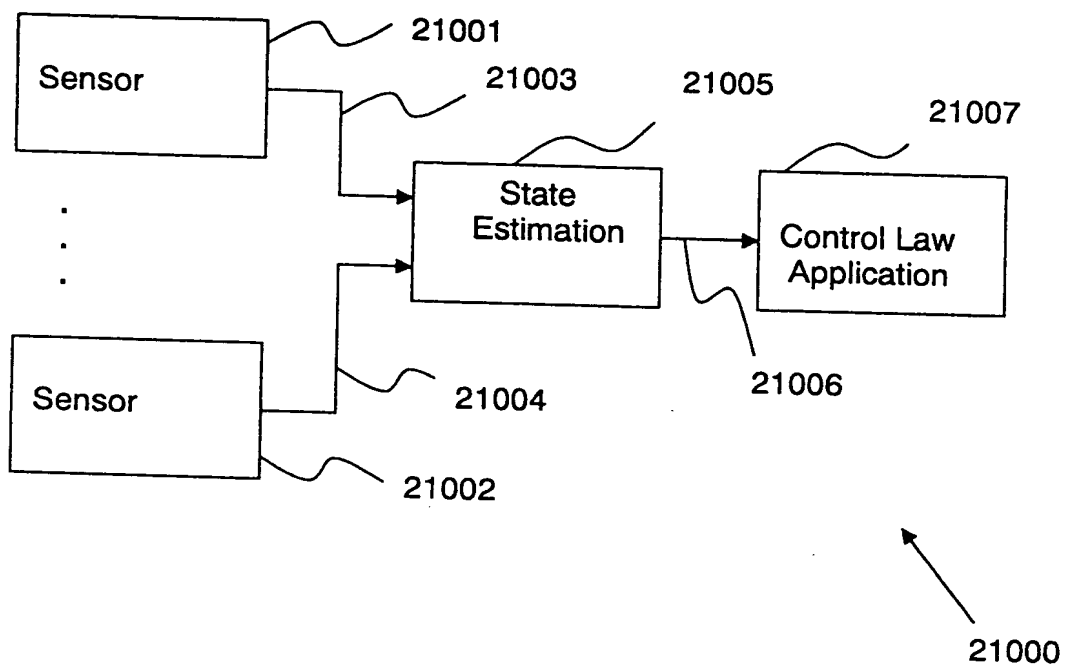 21001
Sensor
21003
21005
21007
State
Estimation
Control Law
Application
21006
Sensor
21004
21002
21000